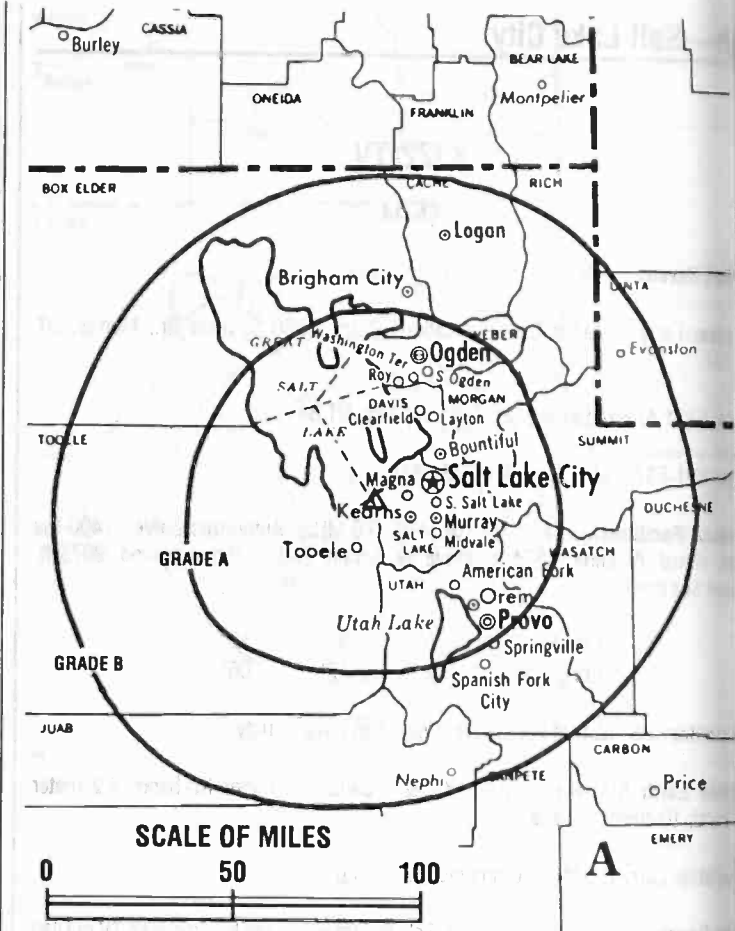 CASSIA
Burley
BEAR LAKE
ONEIDA
Montpelier
FRANKLIN
BOX ELDER
CACHE
RICH
Logan
Brigham City
UINTA
GREAT
Washington Ter
WEBER
Ogden
Evanston
Roy
S Ogden
SALT
MORGAN
DAVIS
Clearfield
Layton
LAKE
TOOELE
Bountiful
SUMMIT
Magna
Salt Lake City
S. Salt Lake
DUCHESNE
Kearns
Murray
SALT
LAKE
Midvale
Tooele
WASATCH
GRADE A
American Fork
UTAH
Orem
Utah Lake
Provo
Springville
GRADE B
Spanish Fork
City
JUAB
CARBON
Nephi
SANPETE
Price
EMERY
SCALE OF MILES
A
0 50 100